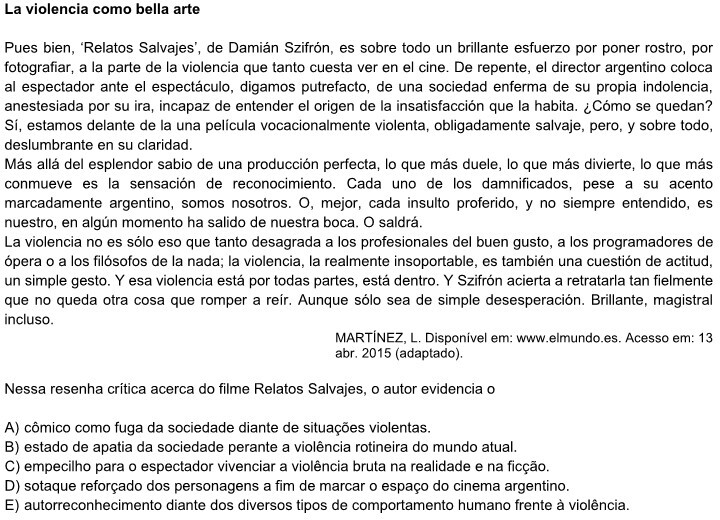 La violencia como bella arte
Pues bien, ‘Relatos Salvajes’, de Damián Szifrón, es sobre todo un brillante esfuerzo por poner rostro, por
fotografiar, a la parte de la violencia que tanto cuesta ver en el cine. De repente, el director argentino coloca
al espectador ante el espectáculo, digamos putrefacto, de una sociedad enferma de su propia indolencia,
anestesiada por su ira, incapaz de entender el origen de la insatisfacción que la habita. ¿Cómo se quedan?
Sí, estamos delante de la una película vocacionalmente violenta, obligadamente salvaje, pero, y sobre todo,
deslumbrante en su claridad.
Más allá del esplendor sabio de una producción perfecta, lo que más duele, lo que más divierte, lo que más
conmueve es la sensación de reconocimiento. Cada uno de los damnificados, pese a su acento
marcadamente argentino, somos nosotros. O, mejor, cada insulto proferido, y no siempre entendido, es
nuestro, en algún momento ha salido de nuestra boca. O saldrá.
La violencia no es sólo eso que tanto desagrada a los profesionales del buen gusto, a los programadores de
ópera o a los filósofos de la nada; la violencia, la realmente insoportable, es también una cuestión de actitud,
un simple gesto. Y esa violencia está por todas partes, está dentro. Y Szifrón acierta a retratarla tan fielmente
que no queda otra cosa que romper a reír. Aunque sólo sea de simple desesperación. Brillante, magistral
incluso.
MARTÍNEZ, L. Disponível em: www.elmundo.es. Acesso em: 13
abr. 2015 (adaptado).
Nessa resenha crítica acerca do filme Relatos Salvajes, o autor evidencia o
A) cômico como fuga da sociedade diante de situações violentas.
B) estado de apatia da sociedade perante a violência rotineira do mundo atual.
C) empecilho para o espectador vivenciar a violência bruta na realidade e na ficção.
D) sotaque reforçado dos personagens a fim de marcar o espaço do cinema argentino.
E) autorreconhecimento diante dos diversos tipos de comportamento humano frente à violência.